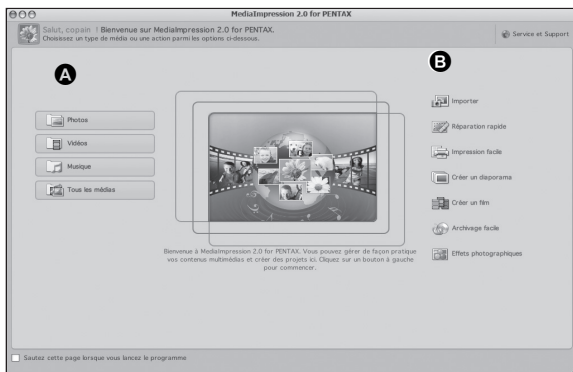 MediaImpression 2.0 for PENTAX
Salut, copain ! Bienvenue sur MediaImpression 2.0 for PENTAX.
Choisissez un type de média ou une action parmi les options ci-dessous.
Service et Support
A
Photos
Vidéos
Musique
Tous les médias
B
Importer
Réparation rapide
Impression facile
Créer un diaporama
Créer un film
Archivage facile
Effets photographiques
Bienvenue à MediaImpression 2.0 for PENTAX. Vous pouvez gérer de façon pratique
vos contenus multimédias et créer des projets ici. Cliquez sur un bouton à gauche
pour commencer.
Sautez cette page lorsque vous lancez le programme